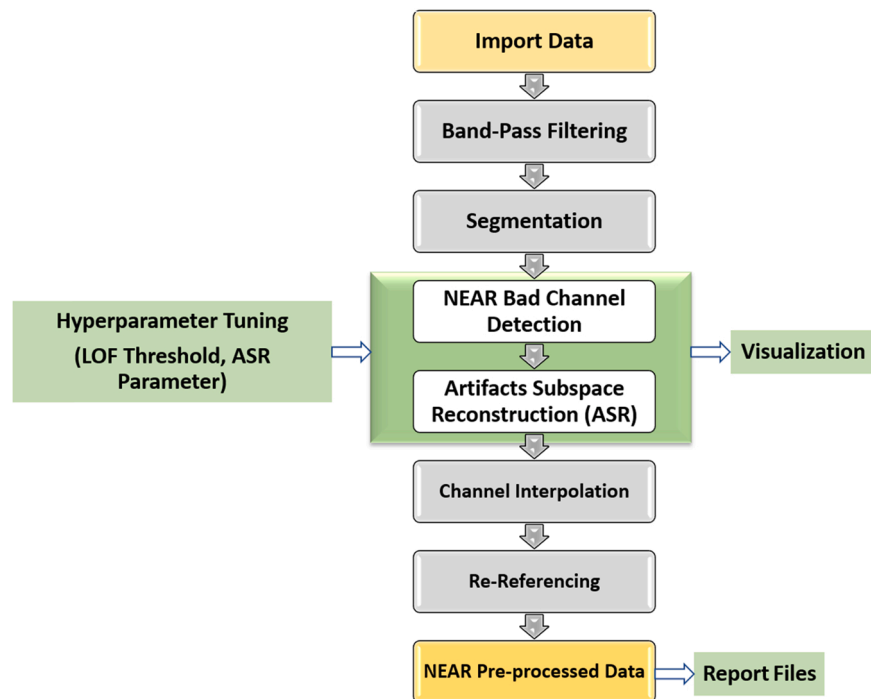 Import Data
Band-Pass Filtering
Segmentation
NEAR Bad Channel
Detection
Hyperparameter Tuning
(LOF Threshold, ASR
Parameter)
Visualization
Artifacts Subspace
Reconstruction (ASR)
Channel Interpolation
Re-Referencing
NEAR Pre-processed Data
Report Files